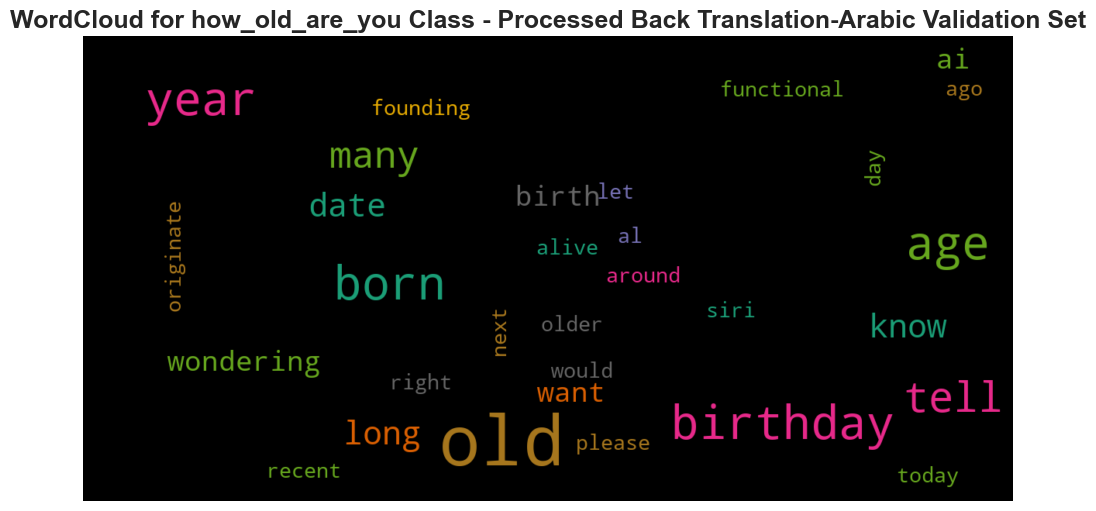 WordCloud for how_old_are_you Class - Processed Back Translation-Arabic Validation Set
ai
year
functional
ago
founding
many
day
date
birth
let
originate
al
age
alive
around
born
siri
next
older
know
wondering
right
would
want
tell
long
old
birthday
please
recent
today